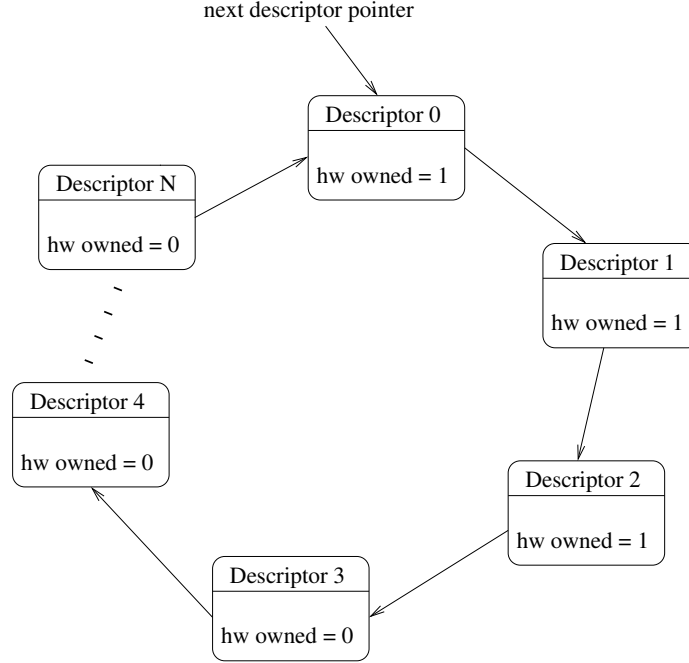 next descriptor pointer
Descriptor 0
hw owned = 1
Descriptor 1
hw owned = 1
Descriptor 2
hw owned = 1
Descriptor 3
hw owned = 0
Descriptor 4
hw owned = 0
Descriptor N
hw owned = 0